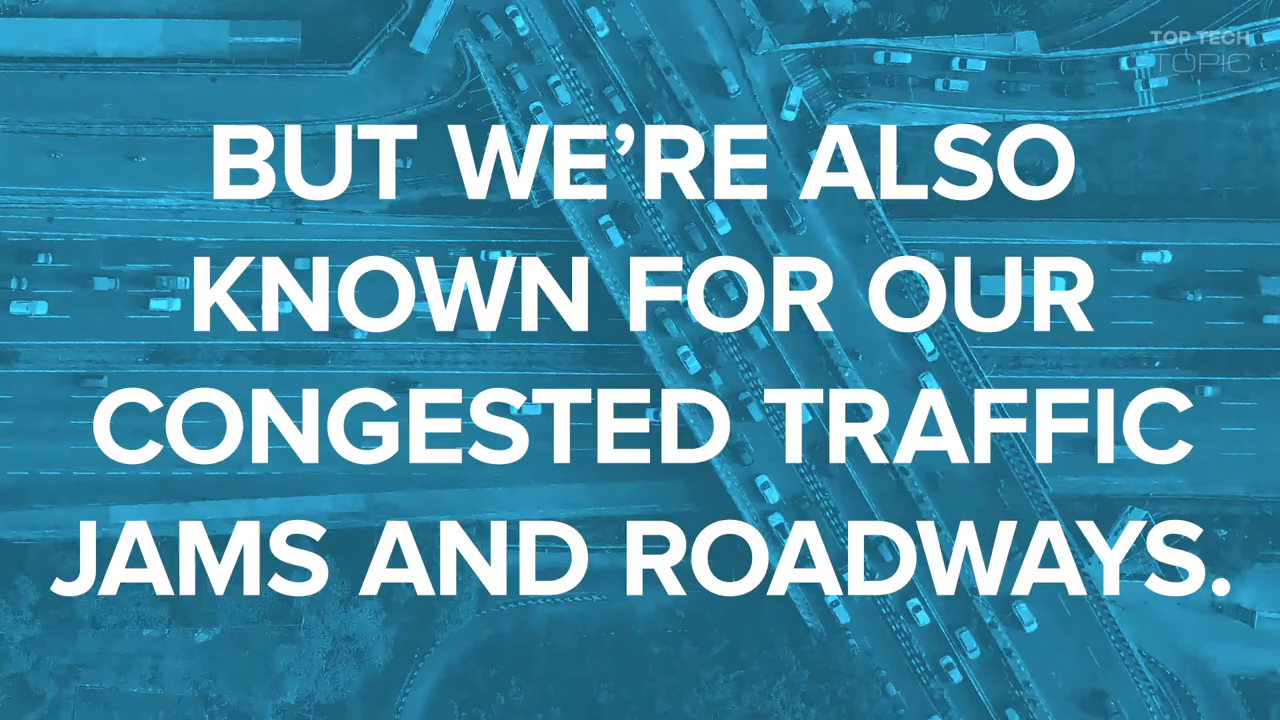 TOP TECH
TOPIC
BUT WE’RE ALSO
KNOWN FOR OUR
CONGESTED TRAFFIC
JAMS AND ROADWAYS.